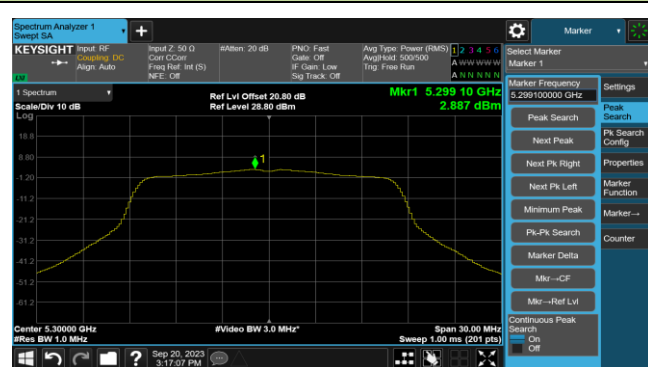 Spectrum Analyzer 1
Swept SA
Marker
KEYSIGHT
Input: RF
Coupling: DC
Align: Auto
Input Z: 50 Ω
Corr CCorr
Freq Ref: Int (S)
NFE: Off
#Atten: 20 dB
PNO: Fast
Gate: Off
IF Gain: Low
Sig Track: Off
Avg Type: Power (RMS)
Avg|Hold: 500/500
Trig: Free Run
1 2 3 4 5 6
A W W W W W
A N N N N N
Select Marker
Marker 1
LXI
1 Spectrum
Scale/Div 10 dB
Log
Ref Lvl Offset 20.80 dB
Ref Level 28.80 dBm
Mkr1 5.299 10 GHz
2.887 dBm
18.8
8.80
-1.20
-11.2
-21.2
-31.2
-41.2
-51.2
-61.2
1
Center 5.30000 GHz
#Res BW 1.0 MHz
#Video BW 3.0 MHz*
Span 30.00 MHz
Sweep 1.00 ms (201 pts)
Marker Frequency
5.299100000 GHz
Peak Search
Next Peak
Next Pk Right
Next Pk Left
Minimum Peak
Pk-Pk Search
Marker Delta
Mkr→CF
Mkr→Ref Lvl
Continuous Peak
Search
On
Off
Settings
Peak
Search
Pk Search
Config
Properties
Marker
Function
Marker→
Counter
Sep 20, 2023
3:17:07 PM